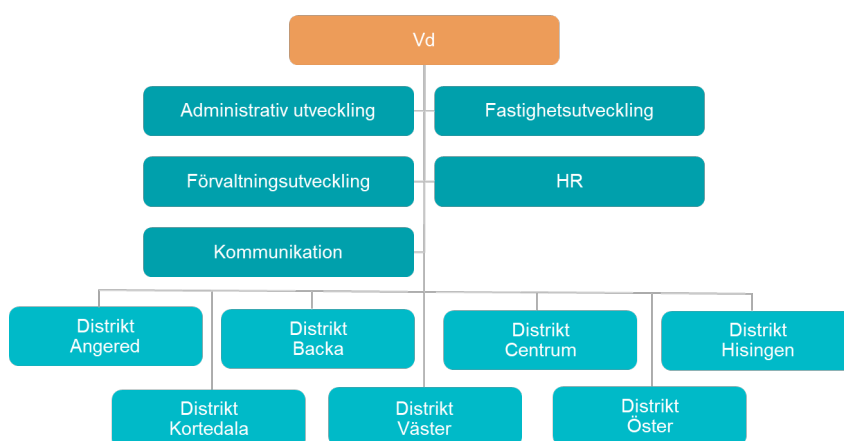 Vd
Administrativ utveckling
Fastighetsutveckling
Förvaltningsutveckling
HR
Kommunikation
Distrikt
Angered
Distrikt
Backa
Distrikt
Centrum
Distrikt
Hisingen
Distrikt
Kortedala
Distrikt
Väster
Distrikt
Öster